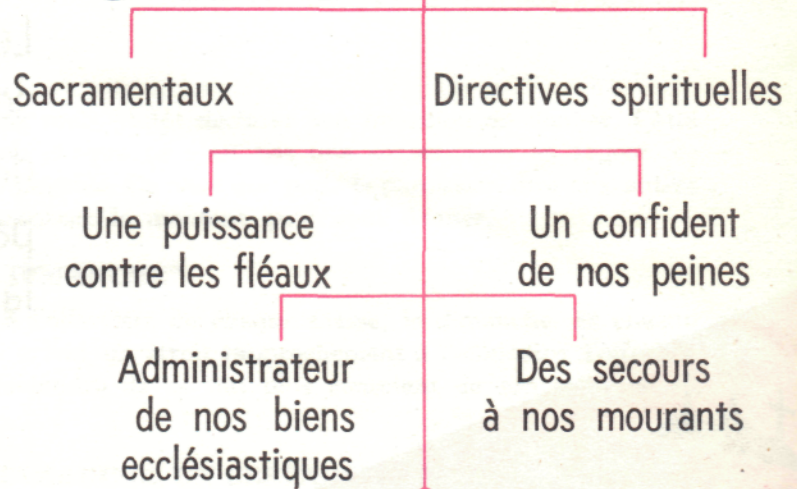 Sacramentaux
Directives spirituelles
Une puissance
contre les fléaux
Un confident
de nos peines
Administrateur
de nos biens
ecclésiastiques
Des secours
à nos mourants